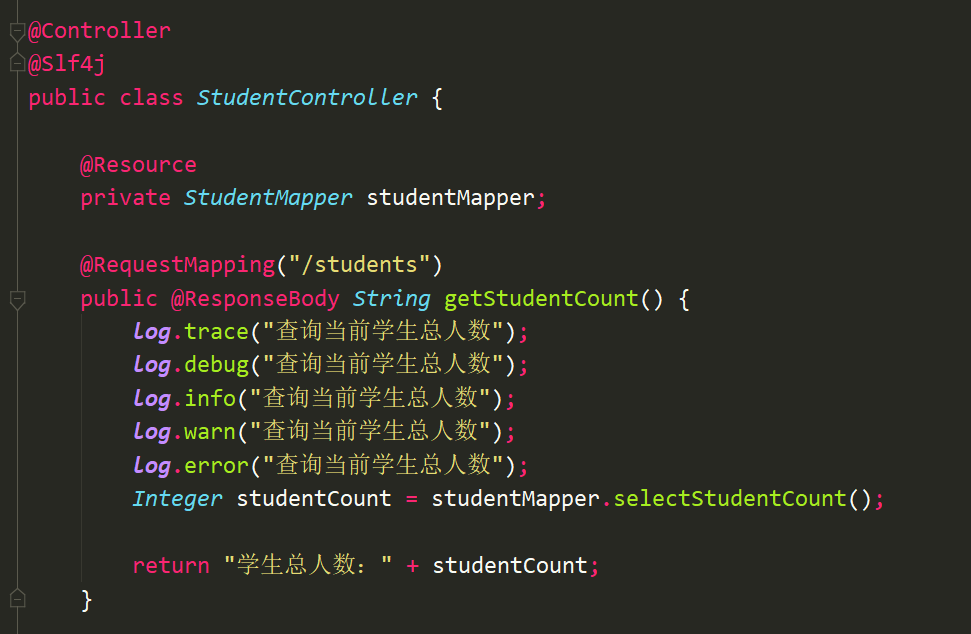 @Controller
@Slf4j
public class StudentController {
@Resource
private StudentMapper studentMapper;
@RequestMapping("/students")
public @ResponseBody String getStudentCount() {
log.trace("查询当前学生总人数");
log.debug("查询当前学生总人数");
log.info("查询当前学生总人数");
log.warn("查询当前学生总人数");
log.error("查询当前学生总人数");
Integer studentCount = studentMapper.selectStudentCount();
return "学生总人数：" + studentCount;
}